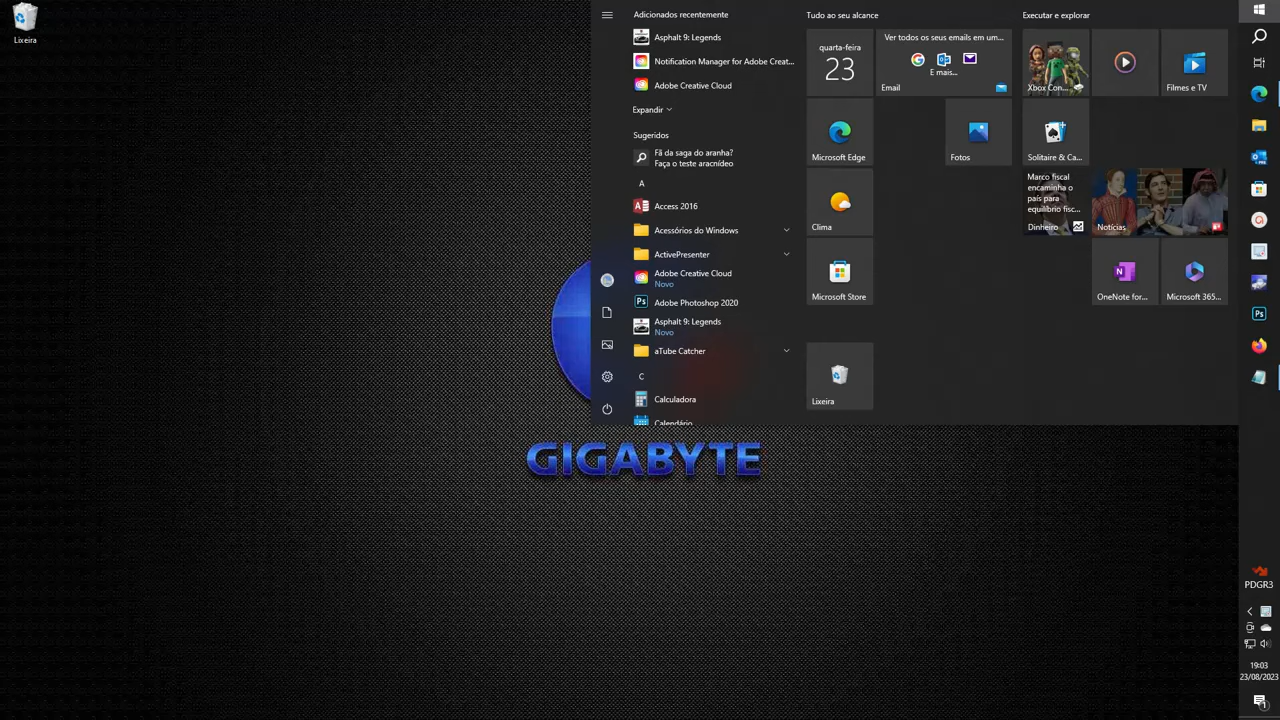 Lixeira
Adicionados recentemente
Asphalt 9: Legends
Notification Manager for Adobe Creat...
Adobe Creative Cloud
Expandir
Sugeridos
Fã da saga do aranha?
Faça o teste aracnídeo
A
Access 2016
Acessórios do Windows
ActivePresenter
Adobe Creative Cloud
Novo
Adobe Photoshop 2020
Asphalt 9: Legends
Novo
aTube Catcher
C
Calculadora
Calendário
Tudo ao seu alcance
quarta-feira
23
Ver todos os seus emails em um...
E mais...
Email
Microsoft Edge
Fotos
Clima
Microsoft Store
Lixeira
Executar e explorar
Xbox Con...
Filmes e TV
Solitaire & Ca...
Marco fiscal
encaminha o
país para
equilíbrio fisc...
Dinheiro
Notícias
OneNote for...
Microsoft 365...
GIGABYTE
PDGR3
19:03
23/08/2023